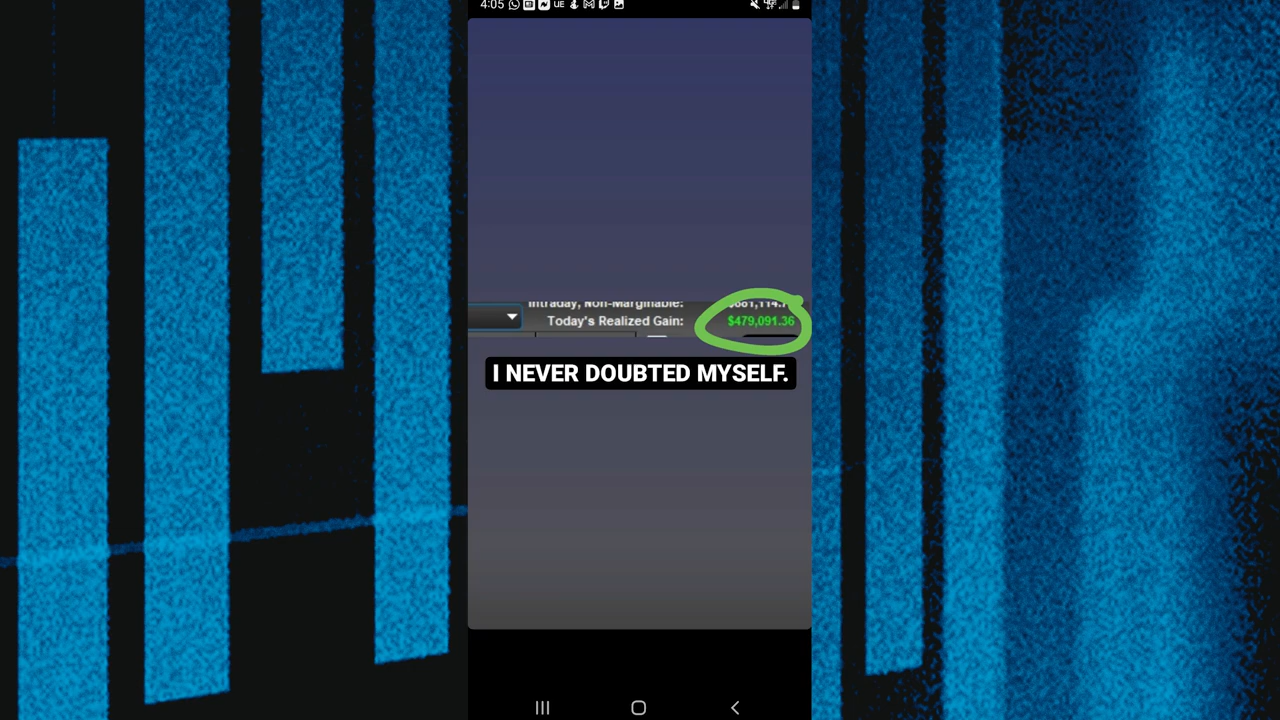 4:05
Intraday, Non-Marginable:
Today's Realized Gain: $479,091.36
I NEVER DOUBTED MYSELF.